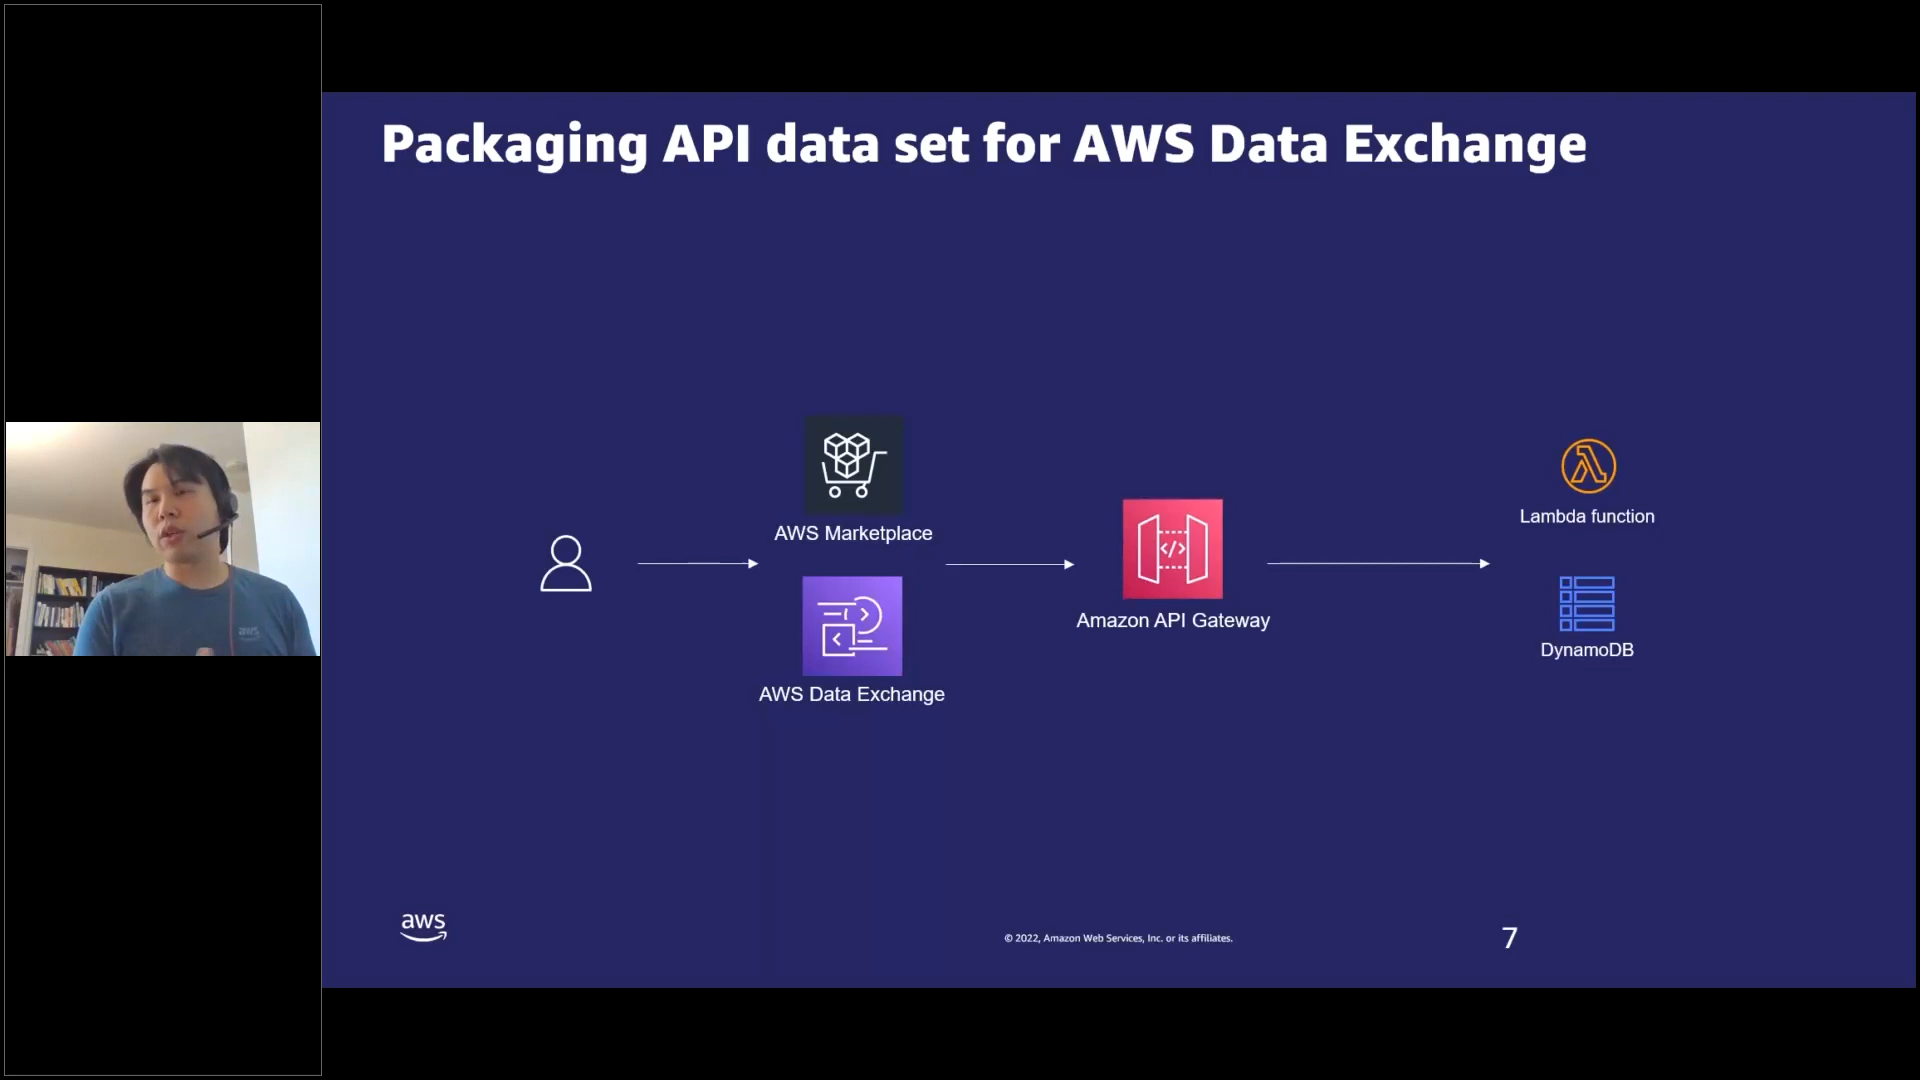 Packaging API data set for AWS Data Exchange
AWS Marketplace
AWS Data Exchange
Amazon API Gateway
Lambda function
DynamoDB
aws
© 2022, Amazon Web Services, Inc. or its affiliates.
7